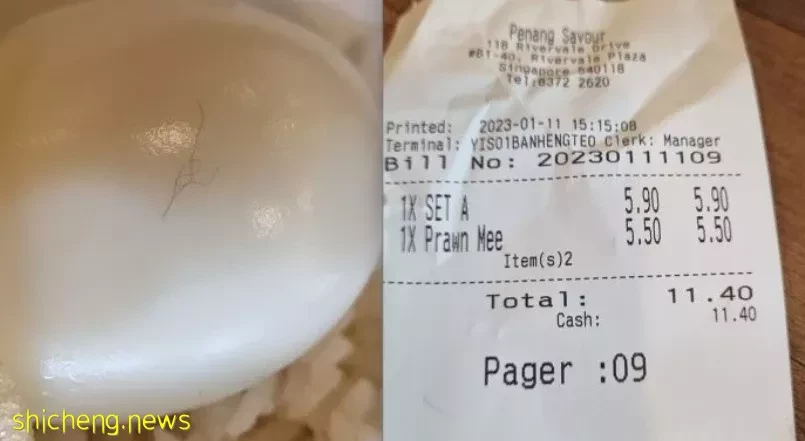 Penang Savour
118 Rivervale Drive
#B1-40, Rivervale Plaza
Singapore 540118
Tel:6372 2620
Printed: 2023-01-11 15:15:08
Terminal: YISO1BANHENGTEO Clerk: Manager
Bill No: 20230111109
1X SET A 5.90 5.90
1X Prawn Mee 5.50 5.50
Item(s)2
Total: 11.40
Cash: 11.40
Pager :09
shicheng.news